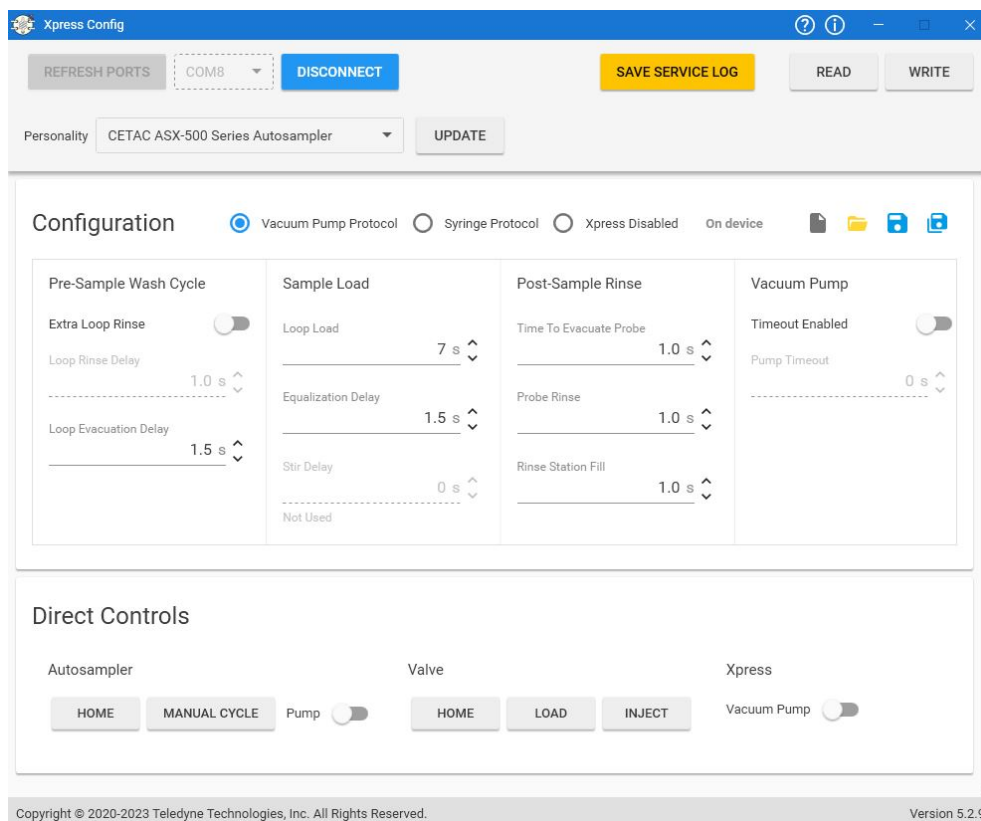 Xpress Config
REFRESH PORTS COM8 DISCONNECT SAVE SERVICE LOG READ WRITE
Personality CETAC ASX-500 Series Autosampler UPDATE
Configuration Vacuum Pump Protocol Syringe Protocol Xpress Disabled On device
Pre-Sample Wash Cycle Sample Load Post-Sample Rinse Vacuum Pump
Extra Loop Rinse Loop Load Time To Evacuate Probe Timeout Enabled
7 s 1.0 s
Loop Rinse Delay Pump Timeout
1.0 s 0 s
Equalization Delay Probe Rinse
1.5 s 1.0 s
Loop Evacuation Delay
1.5 s
Stir Delay Rinse Station Fill
0 s 1.0 s
Not Used
Direct Controls
Autosampler Valve Xpress
HOME MANUAL CYCLE Pump HOME LOAD INJECT Vacuum Pump
Copyright © 2020-2023 Teledyne Technologies, Inc. All Rights Reserved. Version 5.2.9